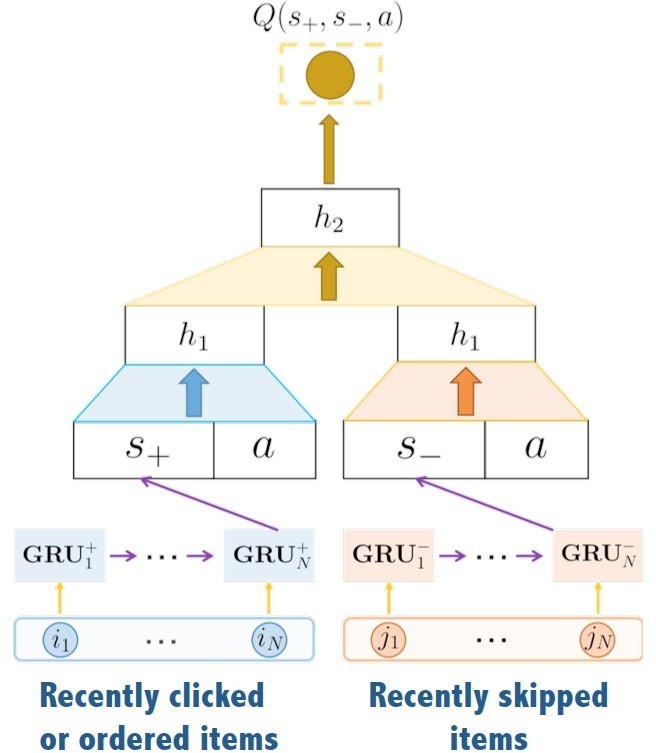 Q(s₊, s₋, a)
h₂
h₁ h₁
s₊ a s₋ a
GRU₁⁺ ... GRU_N⁺ GRU₁⁻ ... GRU_N⁻
i₁ ... i_N j₁ ... j_N
Recently clicked
or ordered items
Recently skipped
items